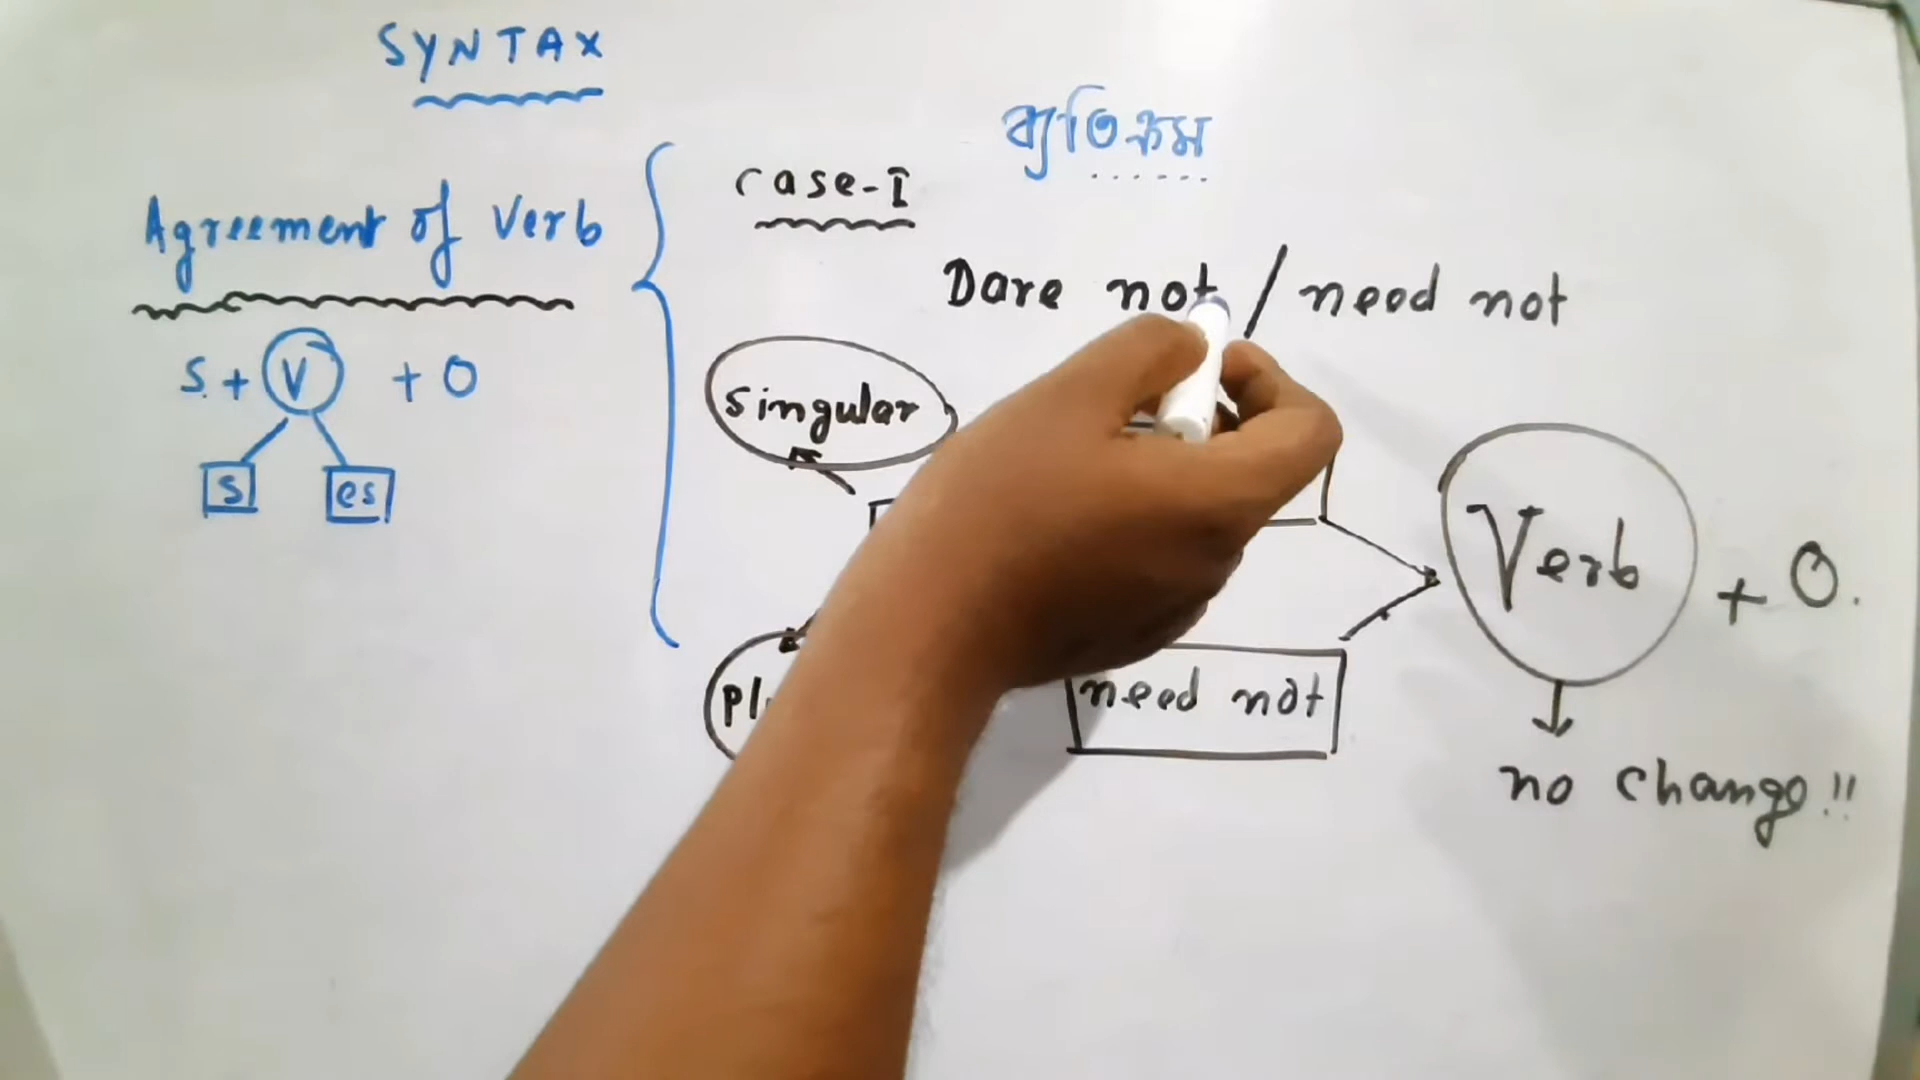 SYNTAX
Agreement of Verb
S + V + O
s es
case-I
ব্যতিক্রম
Dare not / need not
singular
need not
Verb + O.
no change!!